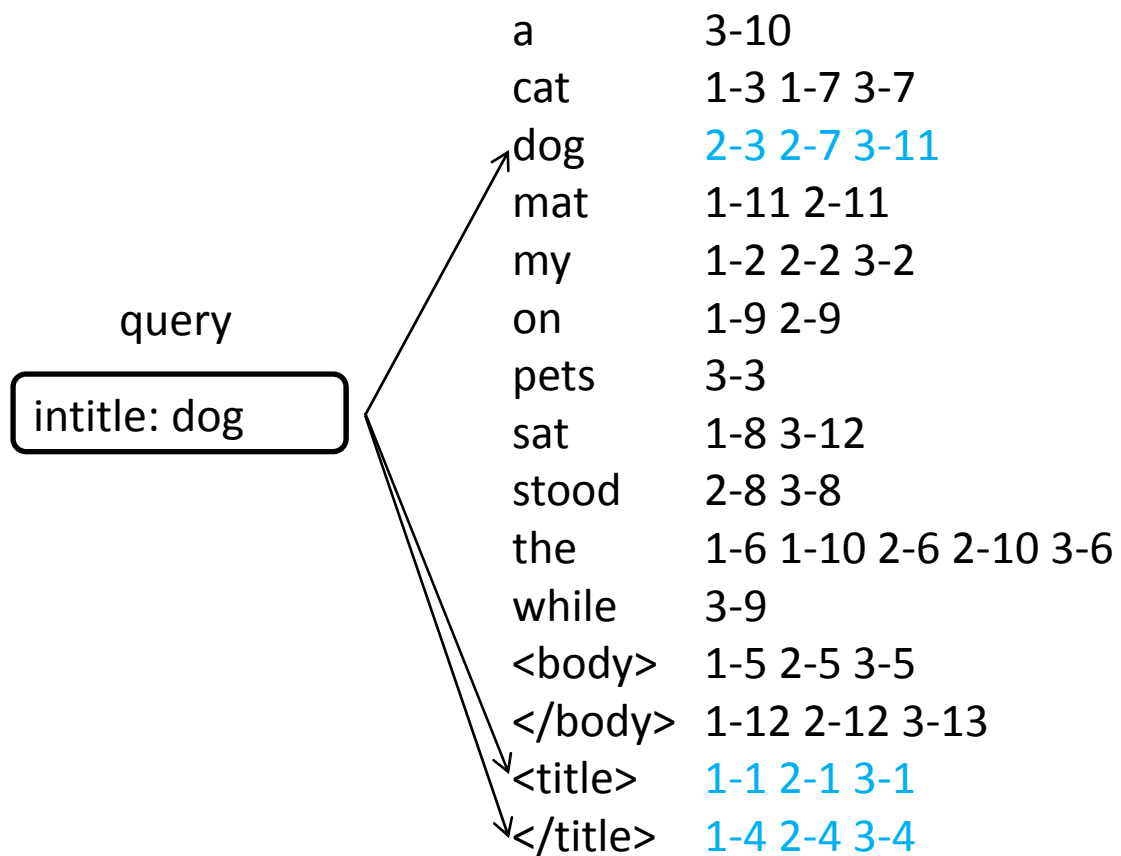 a 3-10
cat 1-3 1-7 3-7
dog 2-3 2-7 3-11
mat 1-11 2-11
my 1-2 2-2 3-2
query
on 1-9 2-9
pets 3-3
intitle: dog
sat 1-8 3-12
stood 2-8 3-8
the 1-6 1-10 2-6 2-10 3-6
while 3-9
<body> 1-5 2-5 3-5
</body> 1-12 2-12 3-13
<title> 1-1 2-1 3-1
</title> 1-4 2-4 3-4